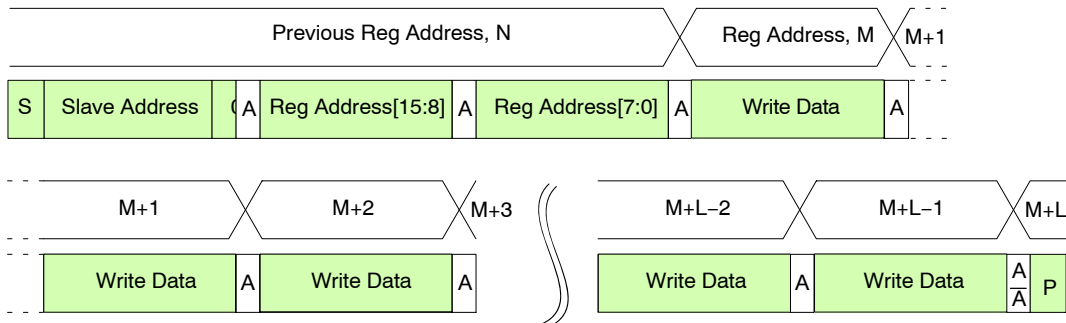 Previous Reg Address, N Reg Address, M M+1
S Slave Address 0 A Reg Address[15:8] A Reg Address[7:0] A Write Data A
M+1 M+2 M+3 M+L−2 M+L−1 M+L
Write Data A Write Data A Write Data A Write Data A P
A